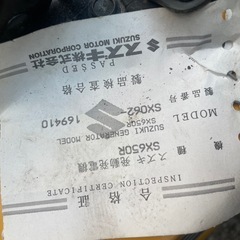 合格証
INSPECTION CERTIFICATE
スズキ発動発電機
SUZUKI GENERATOR MODEL
SX650R
機種 SX650R
MODEL
製品番号 SX062-
169410
製品検査合格
PASSED
スズキ株式会社
SUZUKI MOTOR CORPORATION